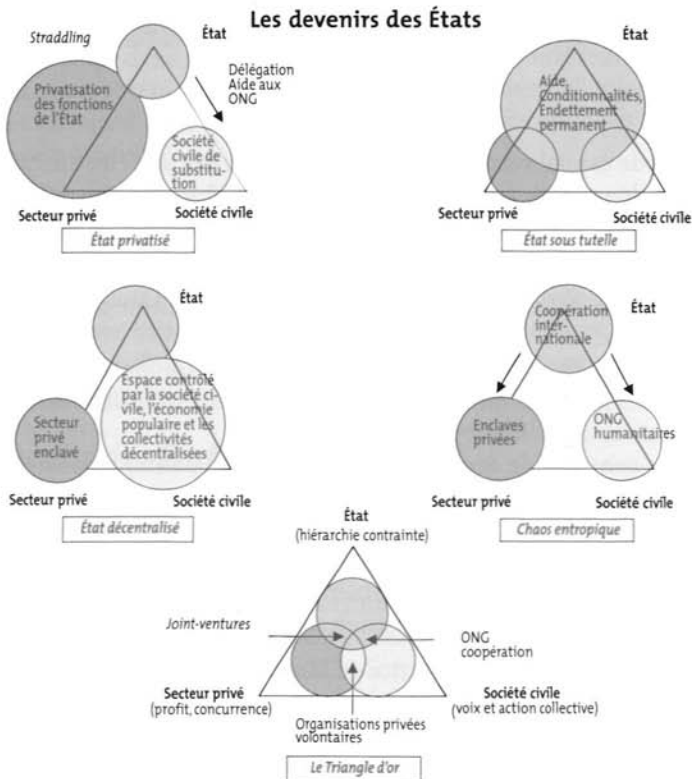 Les devenirs des États
Straddling
État
Privatisation
des fonctions
de l'État
Délégation
Aide aux
ONG
Société
civile de
substitu-
tion
Secteur privé
Société civile
État privatisé
État
Aide,
Conditionnalités,
Endettement
permanent
Secteur privé
Société civile
État sous tutelle
État
Espace contrôlé
par la société ci-
vile, l'économie
populaire et les
collectivités
décentralisées
Secteur
privé
enclavé
Secteur privé
Société civile
État décentralisé
État
Coopération
inter-
nationale
Enclaves
privées
ONG
humanitaires
Secteur privé
Société civile
Chaos entropique
État
(hiérarchie contrainte)
Joint-ventures
ONG
coopération
Secteur privé
(profit, concurrence)
Société civile
(voix et action collective)
Organisations privées
volontaires
Le Triangle d'or